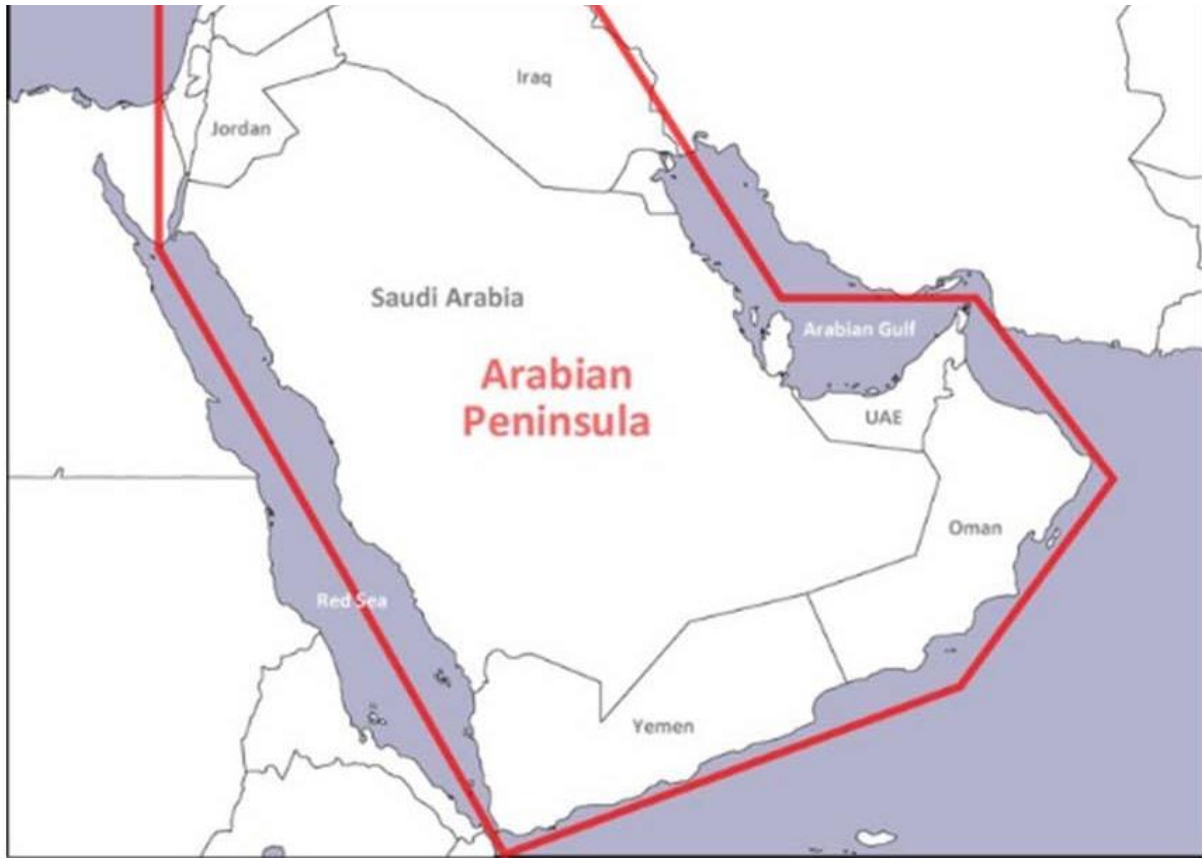 Iraq
Jordan
Saudi Arabia
Arabian Gulf
Arabian
Peninsula
UAE
Oman
Red Sea
Yemen